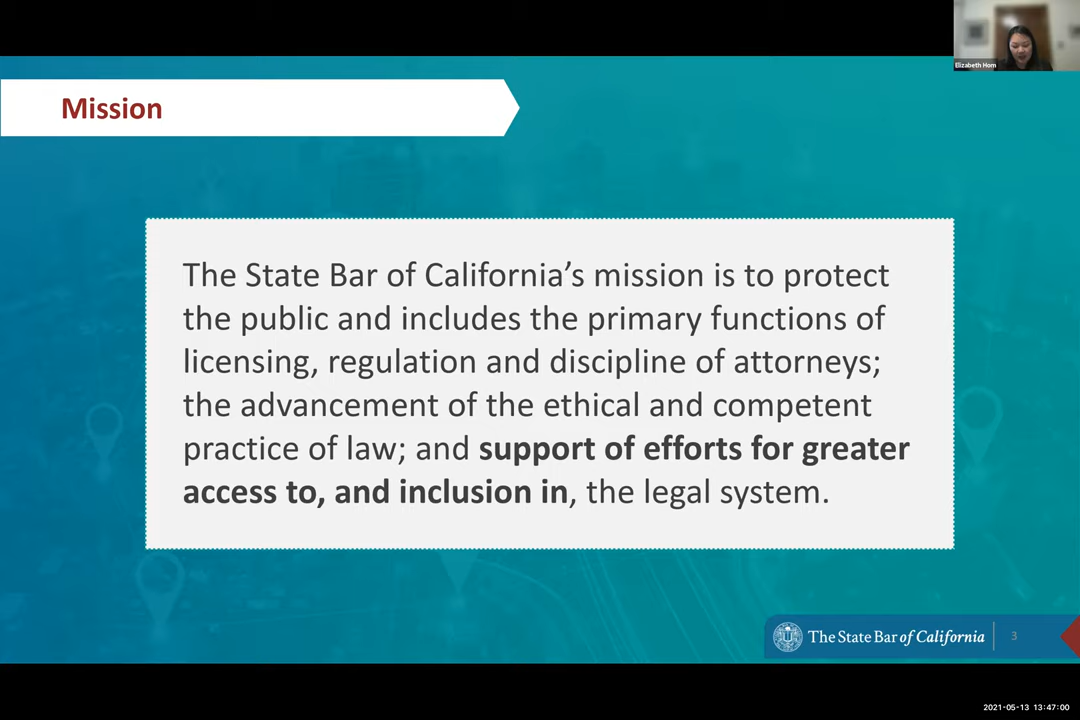 Elizabeth Hom
Mission
The State Bar of California’s mission is to protect
the public and includes the primary functions of
licensing, regulation and discipline of attorneys;
the advancement of the ethical and competent
practice of law; and support of efforts for greater
access to, and inclusion in, the legal system.
The State Bar of California
3
2021-05-13 13:47:00